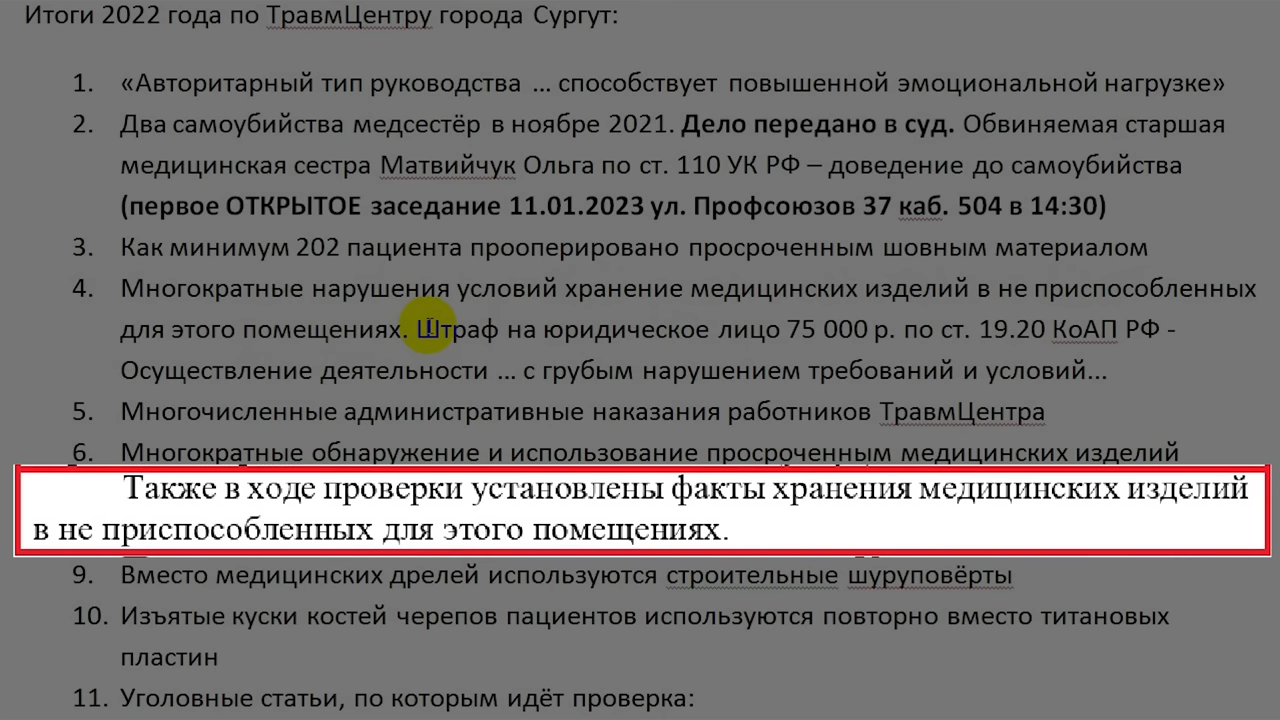 Итоги 2022 года по ТравмЦентру города Сургут:
1. «Авторитарный тип руководства ... способствует повышенной эмоциональной нагрузке»
2. Два самоубийства медсестёр в ноябре 2021. Дело передано в суд. Обвиняемая старшая
медицинская сестра Матвийчук Ольга по ст. 110 УК РФ – доведение до самоубийства
(первое ОТКРЫТОЕ заседание 11.01.2023 ул. Профсоюзов 37 каб. 504 в 14:30)
3. Как минимум 202 пациента прооперировано просроченным шовным материалом
4. Многократные нарушения условий хранение медицинских изделий в не приспособленных
для этого помещениях. Штраф на юридическое лицо 75 000 р. по ст. 19.20 КоАП РФ -
Осуществление деятельности ... с грубым нарушением требований и условий...
5. Многочисленные административные наказания работников ТравмЦентра
6. Многократные обнаружение и использование просроченным медицинских изделий
Также в ходе проверки установлены факты хранения медицинских изделий
в не приспособленных для этого помещениях.
9. Вместо медицинских дрелей используются строительные шуруповёрты
10. Изъятые куски костей черепов пациентов используются повторно вместо титановых
пластин
11. Уголовные статьи, по которым идёт проверка: